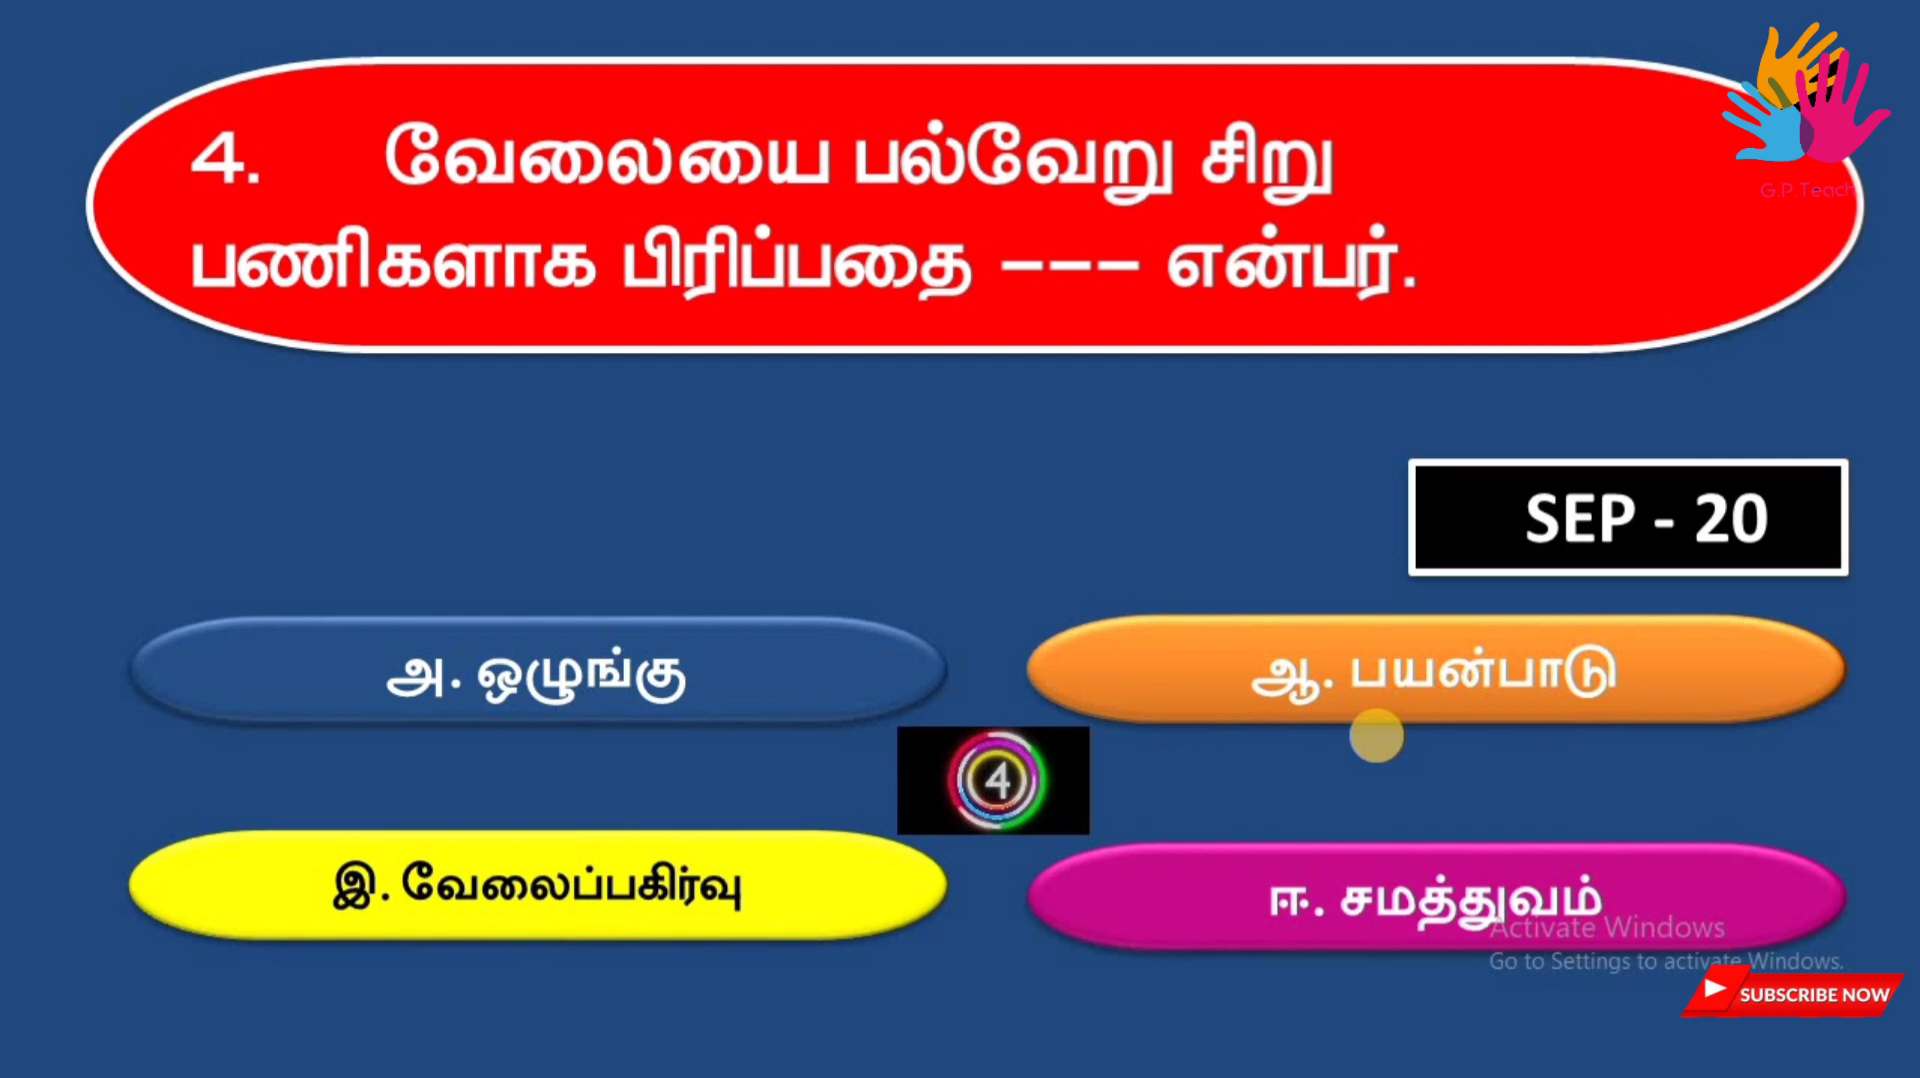 4. வேலையை பல்வேறு சிறு
பணிகளாக பிரிப்பதை --- என்பர்.
G.P.Teach
SEP - 20
அ. ஒழுங்கு
ஆ. பயன்பாடு
4
இ. வேலைப்பகிர்வு
ஈ. சமத்துவம்
Activate Windows
Go to Settings to activate Windows.
SUBSCRIBE NOW